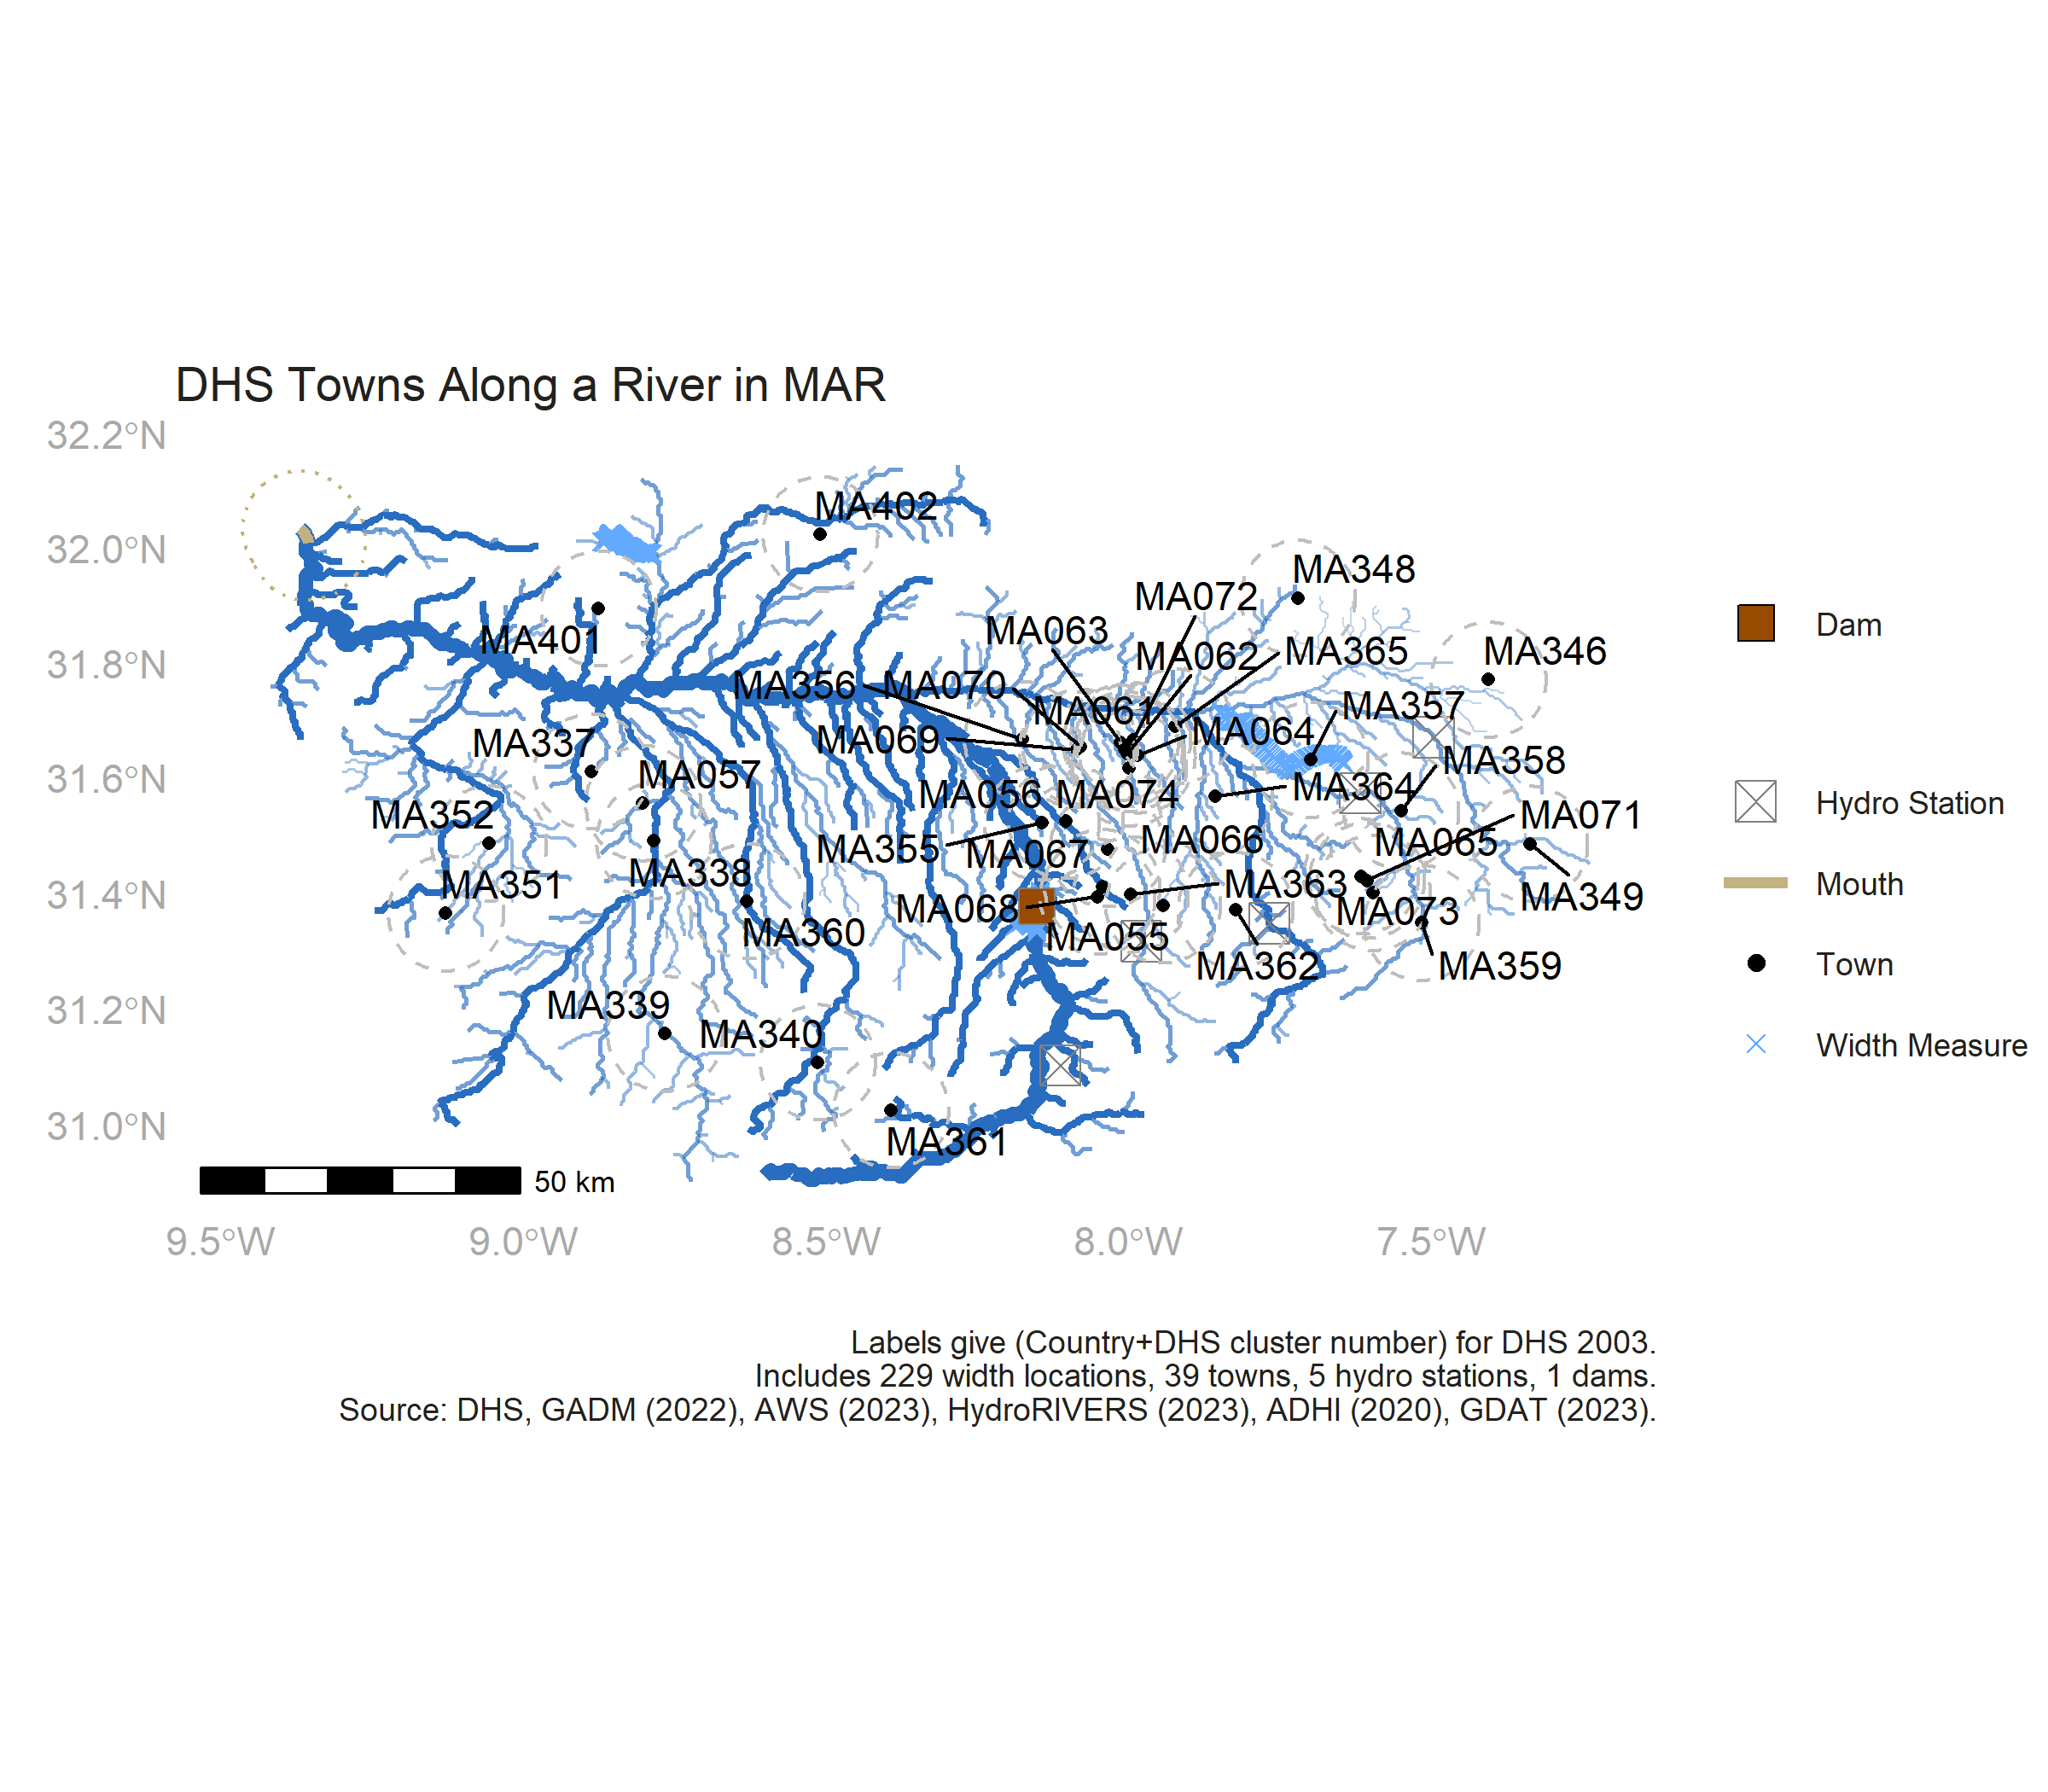 DHS Towns Along a River in MAR
32.2°N
32.0°N
31.8°N
31.6°N
31.4°N
31.2°N
31.0°N
9.5°W
9.0°W
8.5°W
8.0°W
7.5°W
MA402
MA348
MA072
MA063
MA401
MA062
MA365
MA346
MA356
MA070
MA061
MA357
MA337
MA069
MA064
MA358
MA057
MA056
MA074
MA364
MA352
MA071
MA355
MA067
MA066
MA065
MA338
MA351
MA363
MA349
MA068
MA073
MA360
MA055
MA362
MA359
MA339
MA340
MA361
50 km
Dam
Hydro Station
Mouth
Town
Width Measure
Labels give (Country+DHS cluster number) for DHS 2003.
Includes 229 width locations, 39 towns, 5 hydro stations, 1 dams.
Source: DHS, GADM (2022), AWS (2023), HydroRIVERS (2023), ADHI (2020), GDAT (2023).